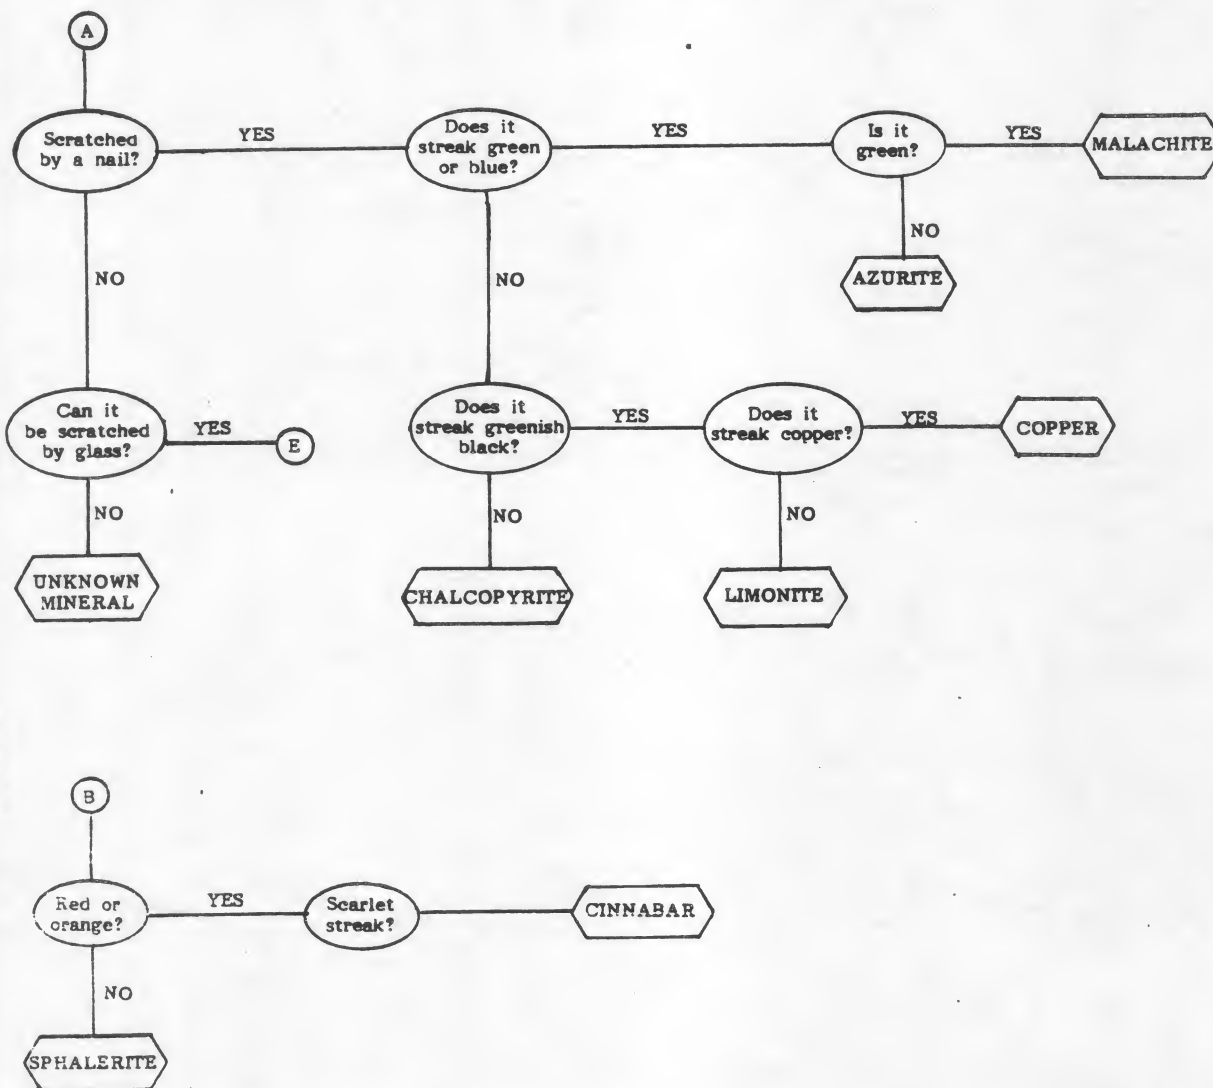 A
Scratched
by a nail?
YES
Does it
streak green
or blue?
YES
Is it
green?
YES
MALACHITE
NO
AZURITE
NO
NO
Can it
be scratched
by glass?
YES
E
Does it
streak greenish
black?
YES
Does it
streak copper?
YES
COPPER
NO
UNKNOWN
MINERAL
NO
CHALCOPYRITE
NO
LIMONITE
B
Red or
orange?
YES
Scarlet
streak?
CINNABAR
NO
SPHALERITE